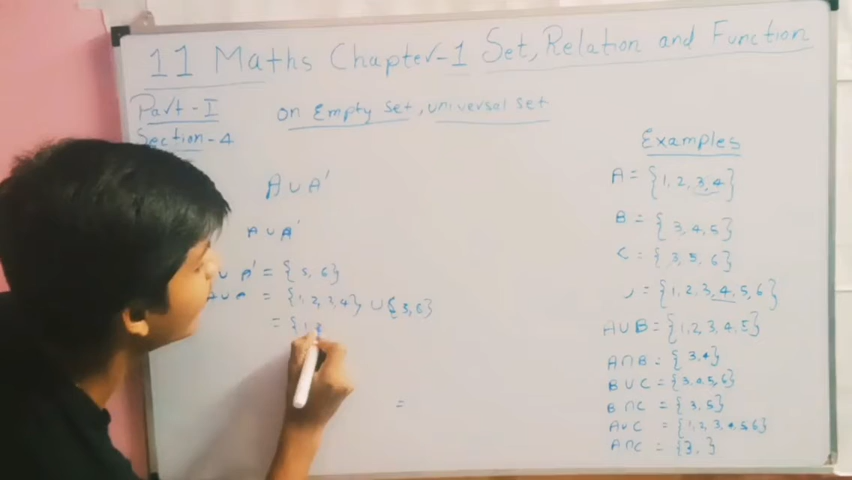 11 Maths Chapter-1 Set, Relation and Function
Part-I
on Empty set, universal set
Section-4
A ∪ A'
A ∪ A'
∪ A' = {5, 6}
= {1, 2, 3, 4} ∪ {5, 6}
= {1,
=
Examples
A = {1, 2, 3, 4}
B = {3, 4, 5}
C = {3, 5, 6}
= {1, 2, 3, 4, 5, 6}
A∪B = {1, 2, 3, 4, 5}
A∩B = {3, 4}
B∪C = {3, 4, 5, 6}
B∩C = {3, 5}
A∪C = {1, 2, 3, 4, 5, 6}
A∩C = {3, }